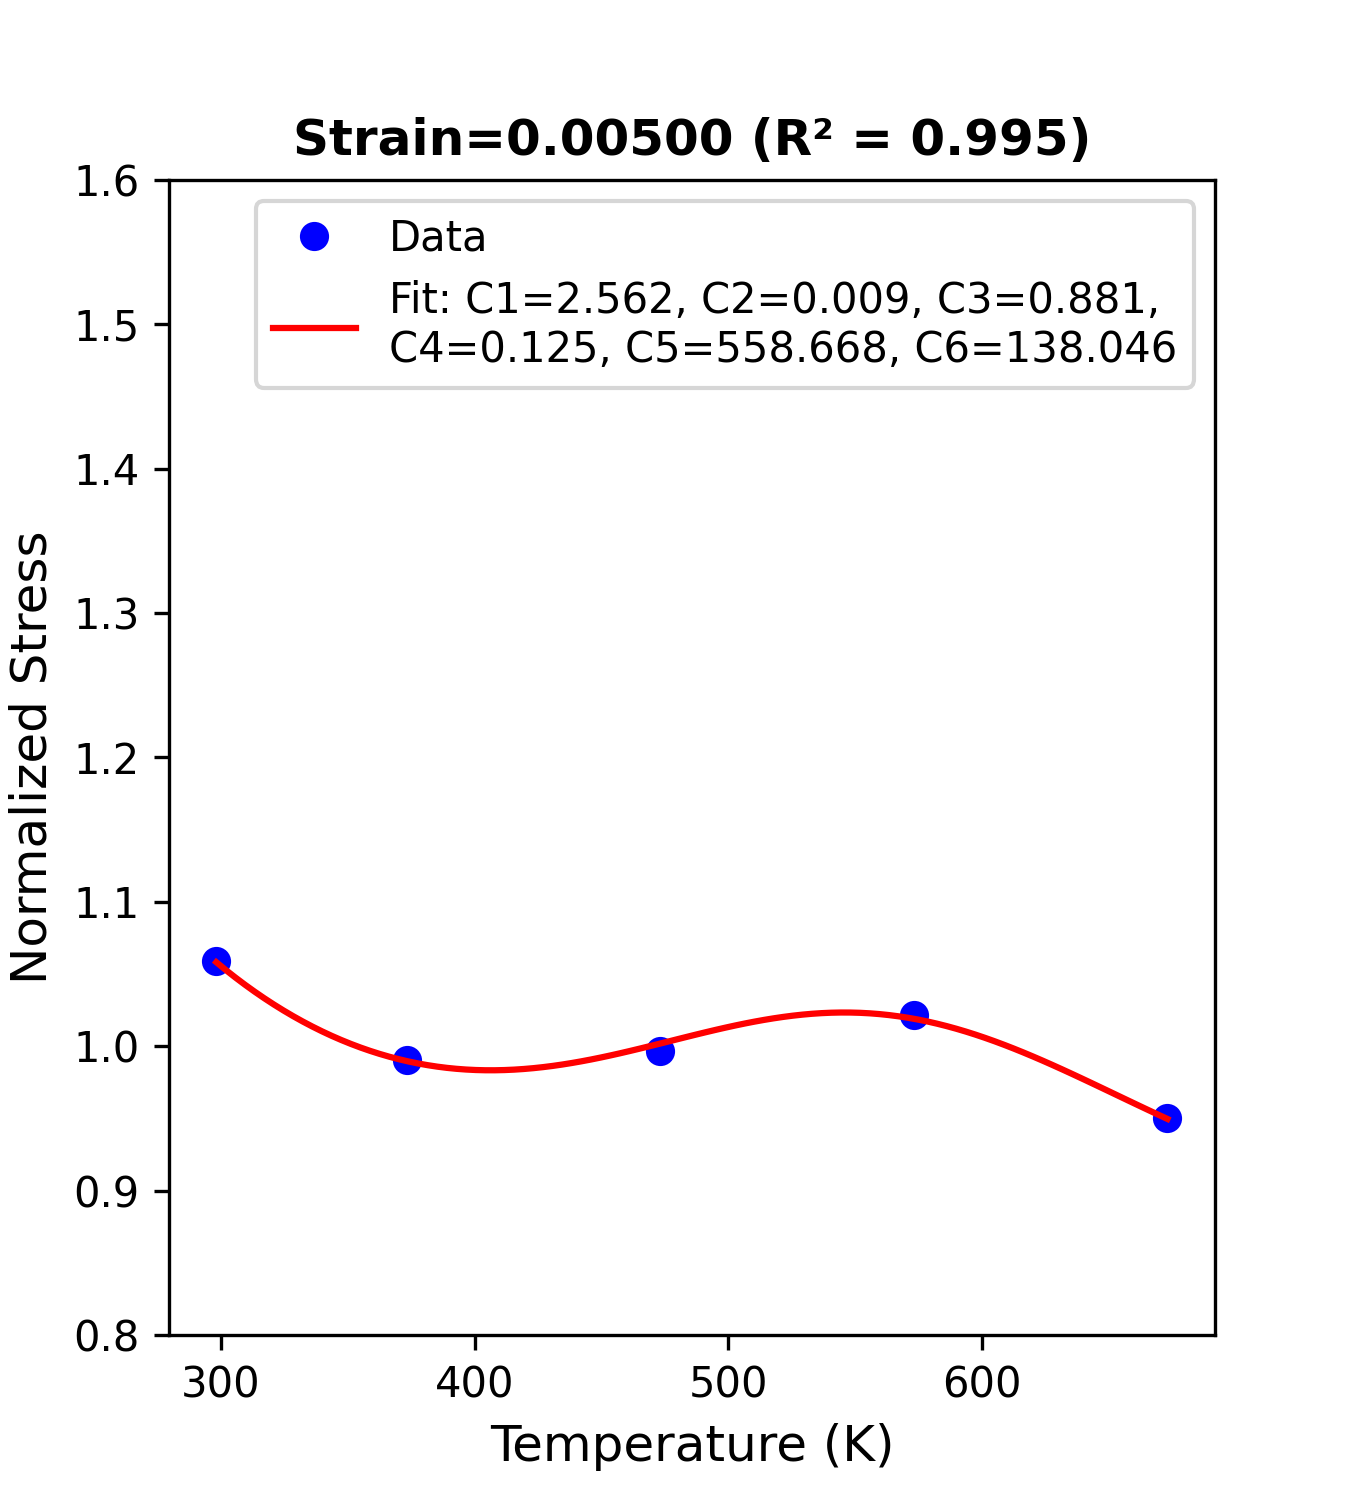 Strain=0.00500 (R² = 0.995)
Data
Fit: C1=2.562, C2=0.009, C3=0.881,
C4=0.125, C5=558.668, C6=138.046
1.6
1.5
1.4
1.3
1.2
1.1
1.0
0.9
0.8
Normalized Stress
300 400 500 600
Temperature (K)